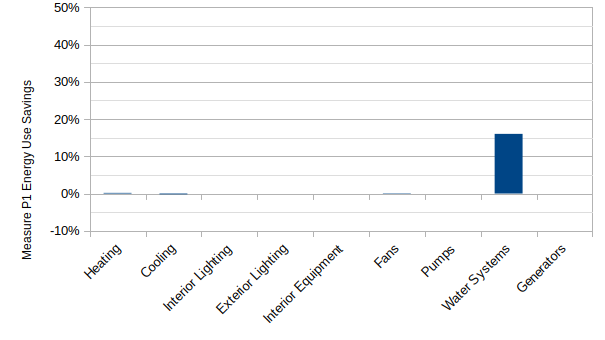 50%
40%
30%
20%
10%
0%
-10%
Measure P1 Energy Use Savings
Heating
Cooling
Interior Lighting
Exterior Lighting
Interior Equipment
Fans
Pumps
Water Systems
Generators